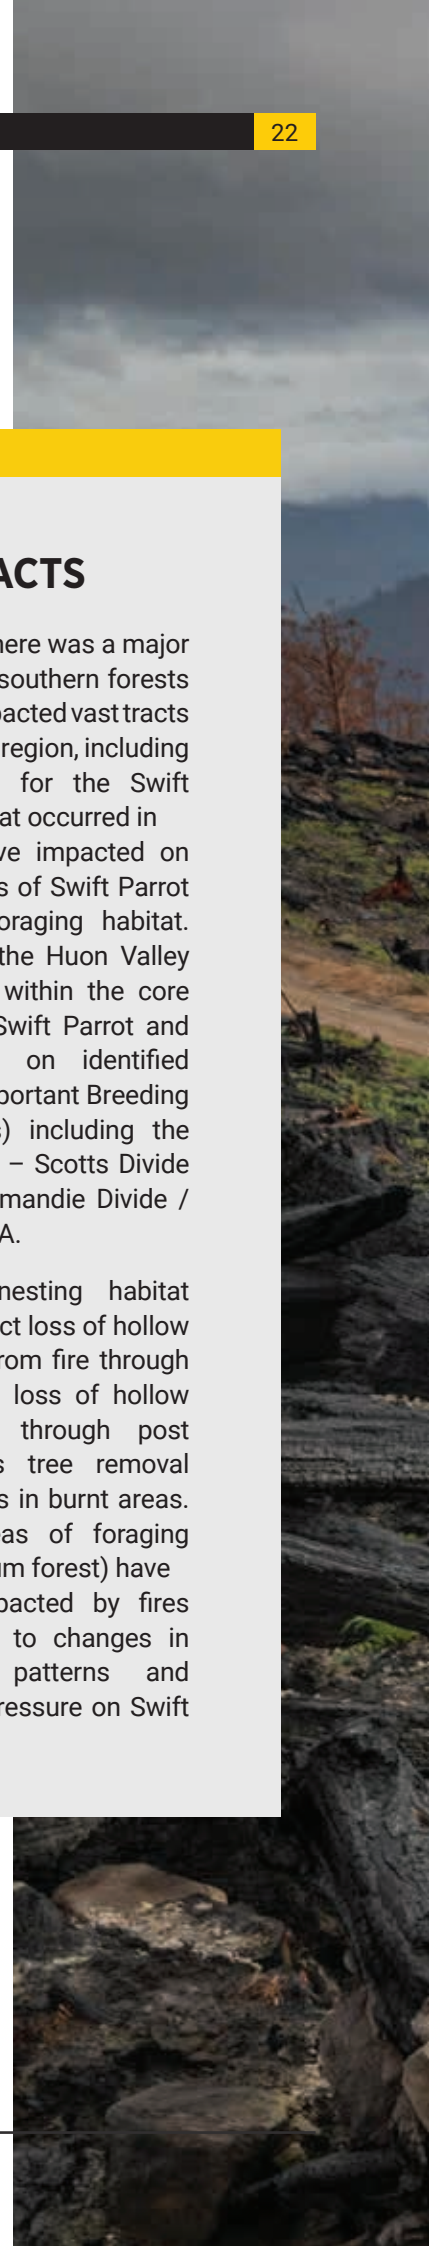 22
ACTS
here was a major
southern forests
pacted vast tracts
region, including
for the Swift
at occurred in
ve impacted on
s of Swift Parrot
oraging habitat.
the Huon Valley
within the core
Swift Parrot and
on identified
portant Breeding
s) including the
– Scotts Divide
mandie Divide /
A.
nesting habitat
ct loss of hollow
rom fire through
loss of hollow
through post
s tree removal
s in burnt areas.
as of foraging
um forest) have
pacted by fires
to changes in
patterns and
ressure on Swift